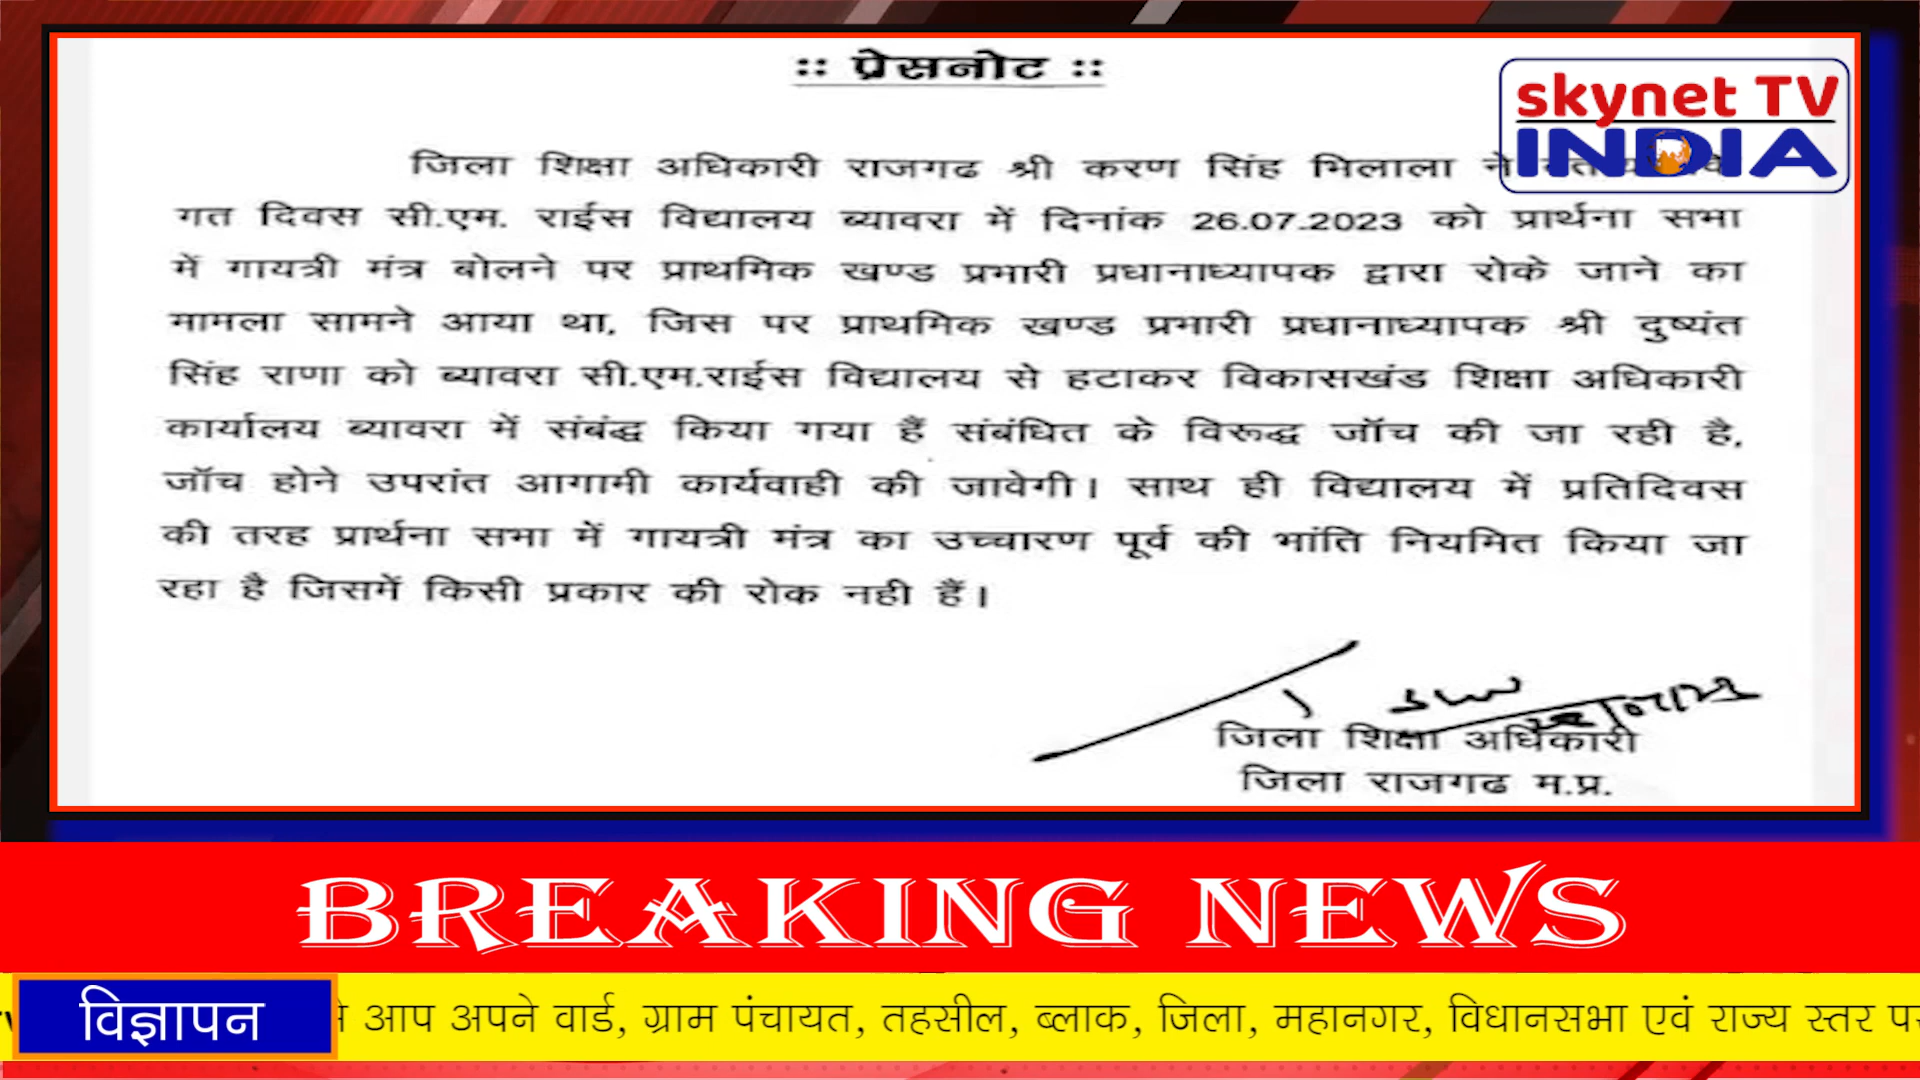 :: प्रेसनोट ::
skynet TV
INDIA
जिला शिक्षा अधिकारी राजगढ श्री करण सिंह भिलाला ने
गत दिवस सी.एम. राईस विद्यालय ब्यावरा में दिनांक 26.07.2023 को प्रार्थना सभा
में गायत्री मंत्र बोलने पर प्राथमिक खण्ड प्रभारी प्रधानाध्यापक द्वारा रोके जाने का
मामला सामने आया था, जिस पर प्राथमिक खण्ड प्रभारी प्रधानाध्यापक श्री दुष्यंत
सिंह राणा को ब्यावरा सी.एम.राईस विद्यालय से हटाकर विकासखंड शिक्षा अधिकारी
कार्यालय ब्यावरा में संबंद्ध किया गया हैं संबंधित के विरूद्ध जॉच की जा रही है,
जॉच होने उपरांत आगामी कार्यवाही की जावेगी। साथ ही विद्यालय में प्रतिदिवस
की तरह प्रार्थना सभा में गायत्री मंत्र का उच्चारण पूर्व की भांति नियमित किया जा
रहा है जिसमें किसी प्रकार की रोक नही हैं।
जिला शिक्षा अधिकारी
जिला राजगढ म.प्र.
BREAKING NEWS
विज्ञापन
आप अपने वार्ड, ग्राम पंचायत, तहसील, ब्लाक, जिला, महानगर, विधानसभा एवं राज्य स्तर